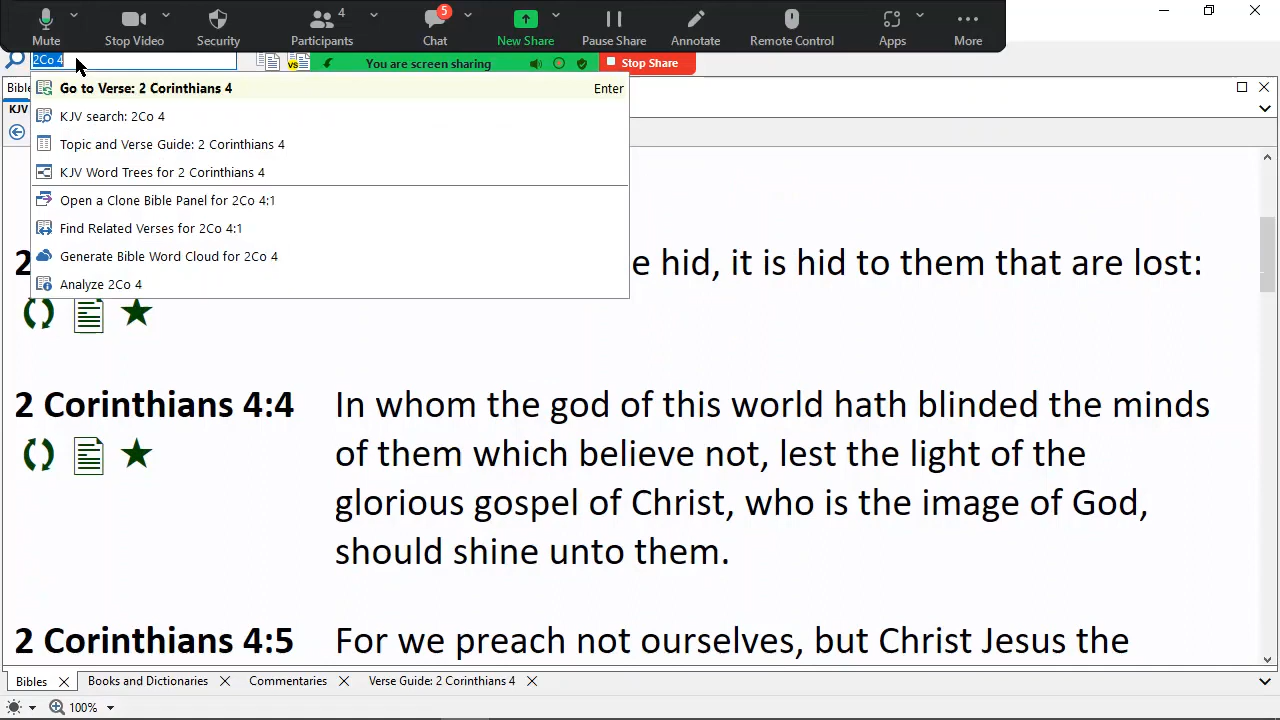 4
5
Mute
Stop Video
Security
Participants
Chat
New Share
Pause Share
Annotate
Remote Control
Apps
More
2Co 4
VS
You are screen sharing
Stop Share
Go to Verse: 2 Corinthians 4 Enter
KJV search: 2Co 4
Topic and Verse Guide: 2 Corinthians 4
KJV Word Trees for 2 Corinthians 4
Open a Clone Bible Panel for 2Co 4:1
Find Related Verses for 2Co 4:1
Generate Bible Word Cloud for 2Co 4
Analyze 2Co 4
Bible
KJV
2 e hid, it is hid to them that are lost:
2 Corinthians 4:4 In whom the god of this world hath blinded the minds
of them which believe not, lest the light of the
glorious gospel of Christ, who is the image of God,
should shine unto them.
2 Corinthians 4:5 For we preach not ourselves, but Christ Jesus the
Bibles
Books and Dictionaries
Commentaries
Verse Guide: 2 Corinthians 4
100%